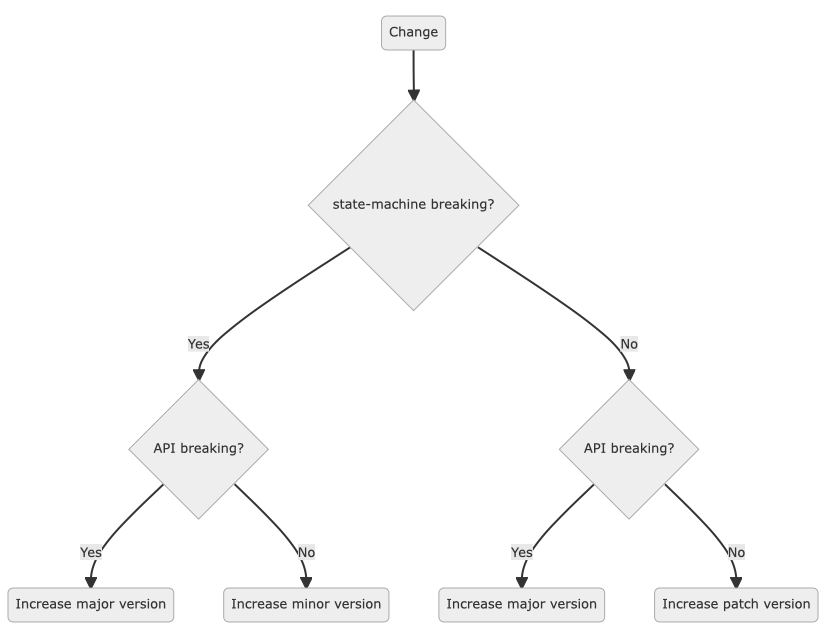 Change
state-machine breaking?
Yes
No
API breaking?
API breaking?
Yes
No
Yes
No
Increase major version
Increase minor version
Increase major version
Increase patch version